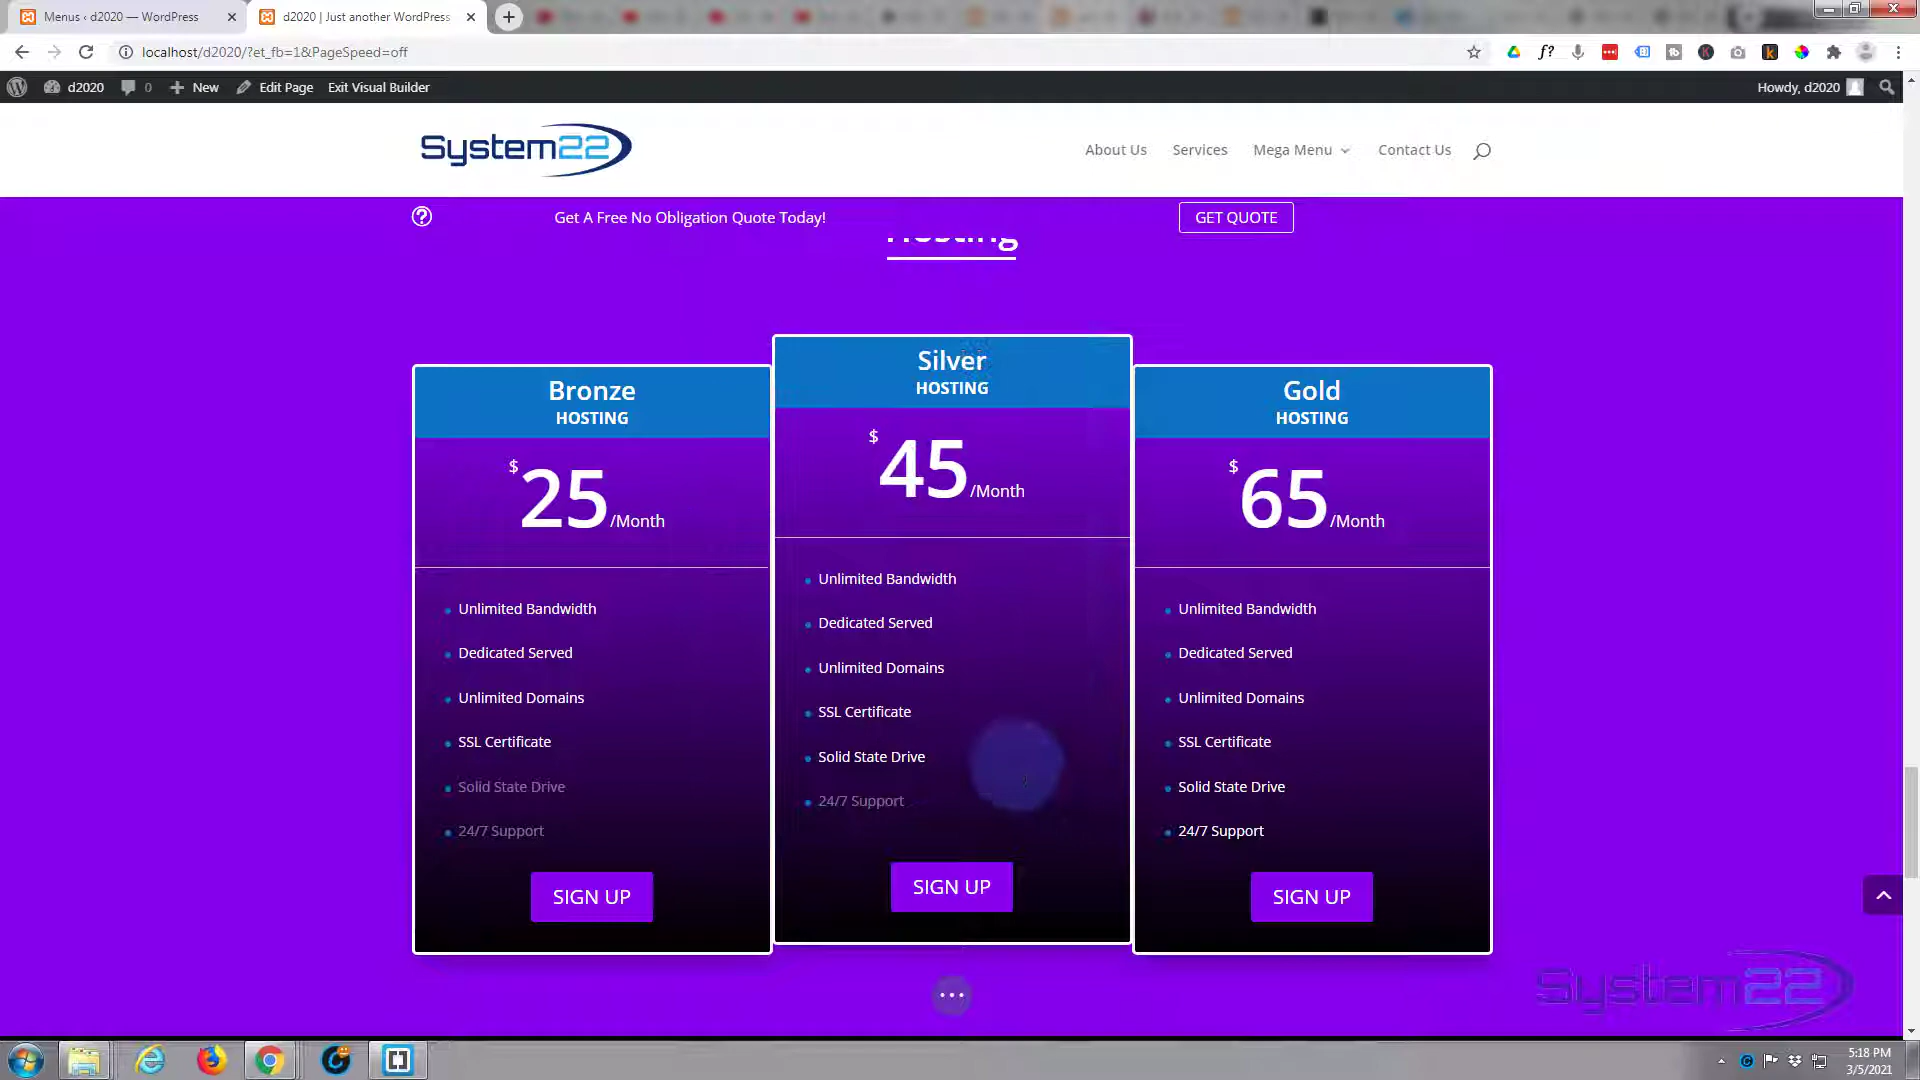 Menus ‹ d2020 — WordPress
d2020 | Just another WordPress
localhost/d2020/?et_fb=1&PageSpeed=off
d2020 0 New Edit Page Exit Visual Builder Howdy, d2020
System22
About Us Services Mega Menu Contact Us
Get A Free No Obligation Quote Today! GET QUOTE
Hosting
Bronze
HOSTING
$25/Month
Unlimited Bandwidth
Dedicated Served
Unlimited Domains
SSL Certificate
Solid State Drive
24/7 Support
SIGN UP
Silver
HOSTING
$45/Month
Unlimited Bandwidth
Dedicated Served
Unlimited Domains
SSL Certificate
Solid State Drive
24/7 Support
SIGN UP
Gold
HOSTING
$65/Month
Unlimited Bandwidth
Dedicated Served
Unlimited Domains
SSL Certificate
Solid State Drive
24/7 Support
SIGN UP
System22
5:18 PM
3/5/2021